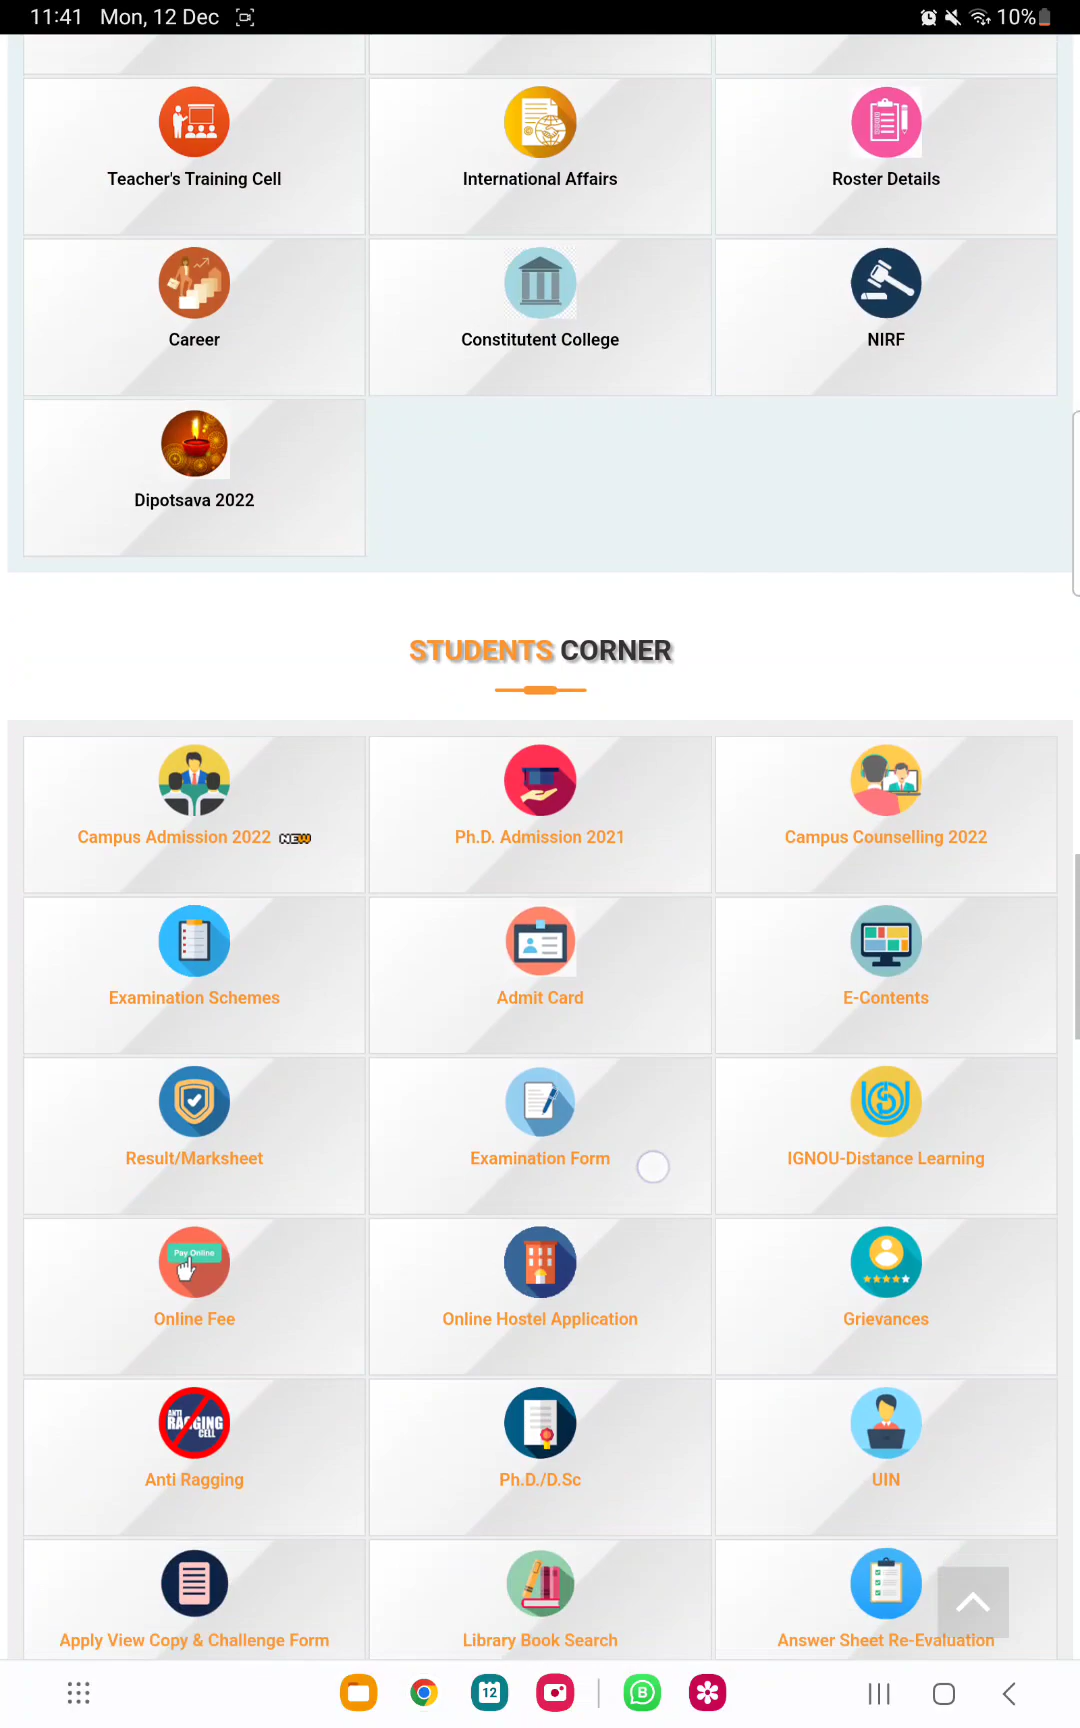 11:41 Mon, 12 Dec 10%
Teacher's Training Cell International Affairs Roster Details
Career Constitutent College NIRF
Dipotsava 2022
STUDENTS CORNER
Campus Admission 2022 NEW Ph.D. Admission 2021 Campus Counselling 2022
Examination Schemes Admit Card E-Contents
Result/Marksheet Examination Form IGNOU-Distance Learning
Pay Online
Online Fee Online Hostel Application Grievances
ANTI
RAGGING
CELL
Anti Ragging Ph.D./D.Sc UIN
Apply View Copy & Challenge Form Library Book Search Answer Sheet Re-Evaluation
12 B